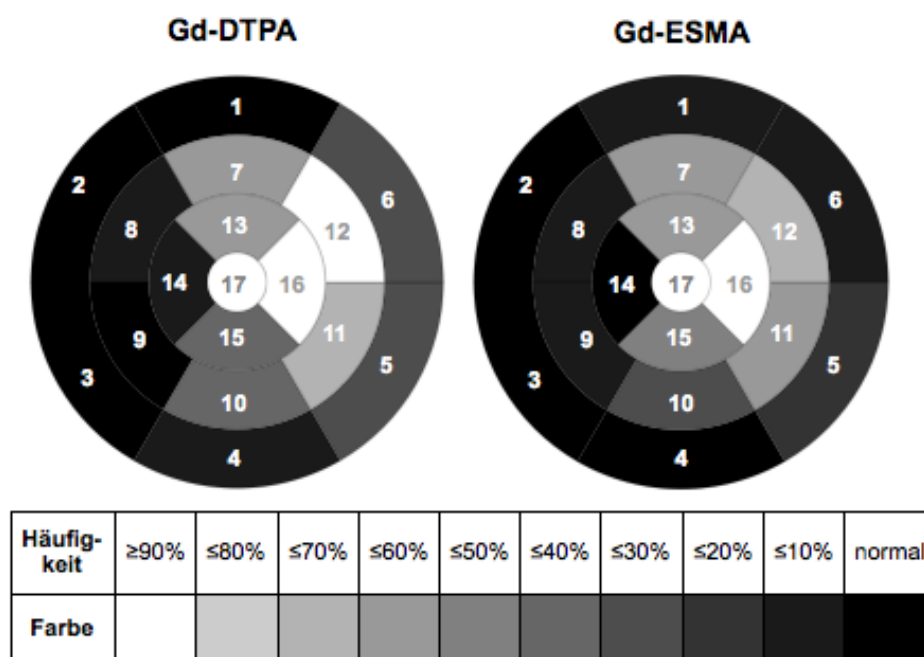 Gd-DTPA Gd-ESMA
1 1
2 7 6 2 7 6
8 13 12 8 13 12
14 17 16 14 17 16
9 15 11 9 15 11
3 10 5 3 10 5
4 4
Häufig-
keit ≥90% ≤80% ≤70% ≤60% ≤50% ≤40% ≤30% ≤20% ≤10% normal
Farbe